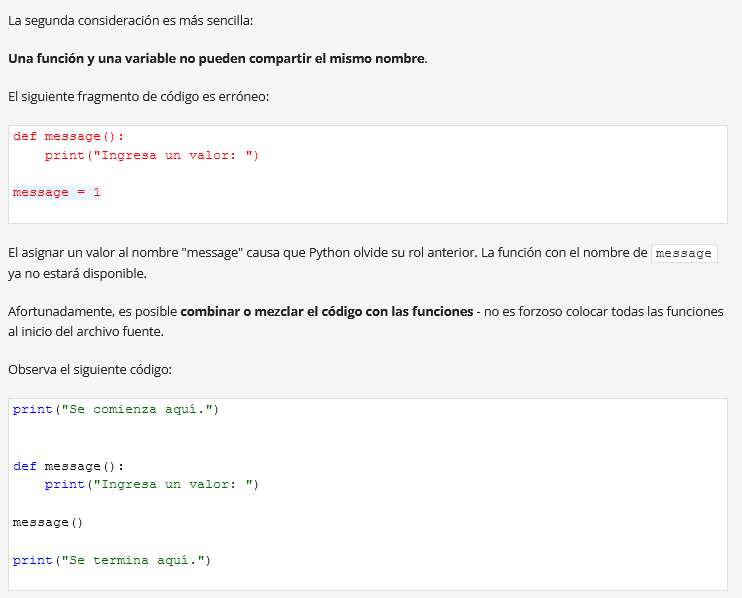 La segunda consideración es más sencilla:
Una función y una variable no pueden compartir el mismo nombre.
El siguiente fragmento de código es erróneo:
def message():
    print("Ingresa un valor: ")
message = 1
El asignar un valor al nombre "message" causa que Python olvide su rol anterior. La función con el nombre de message
ya no estará disponible.
Afortunadamente, es posible combinar o mezclar el código con las funciones - no es forzoso colocar todas las funciones
al inicio del archivo fuente.
Observa el siguiente código:
print("Se comienza aquí.")
def message():
    print("Ingresa un valor: ")
message()
print("Se termina aquí.")